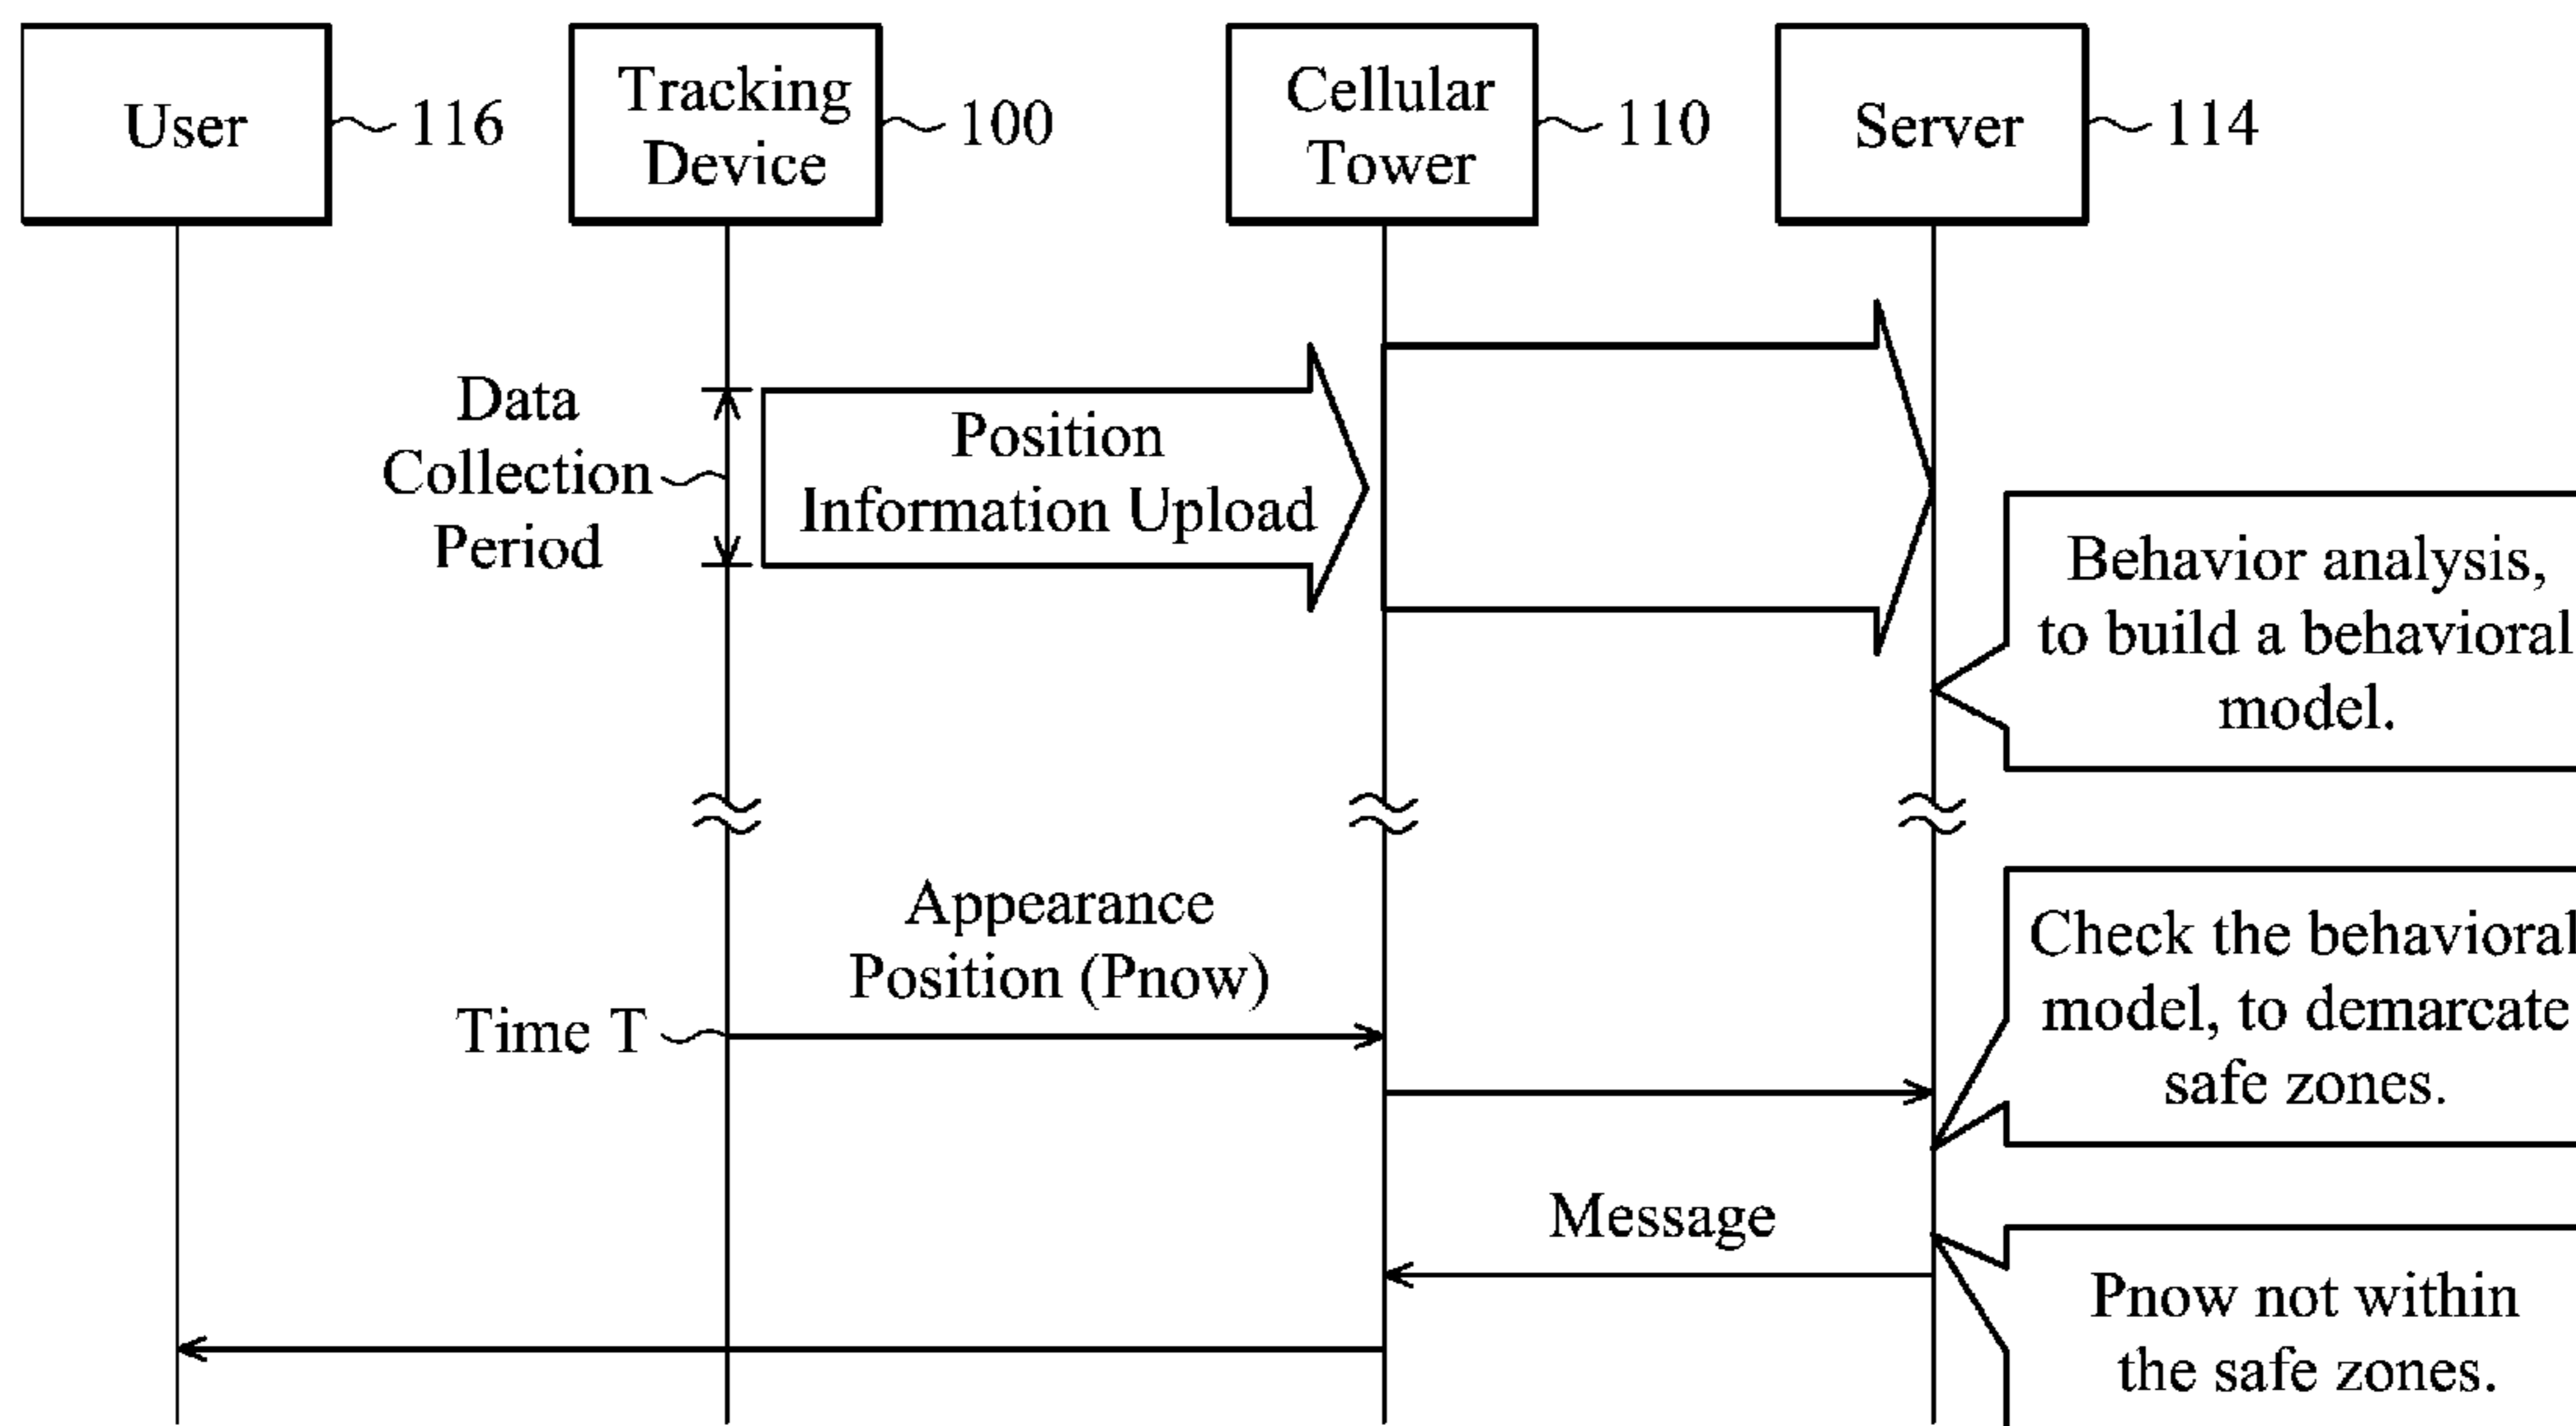 User
116
Tracking
Device
100
Cellular
Tower
110
Server
114
Data
Collection
Period
Position
Information Upload
Behavior analysis,
to build a behavioral
model.
Appearance
Position (Pnow)
Time T
Check the behavioral
model, to demarcate
safe zones.
Message
Pnow not within
the safe zones.